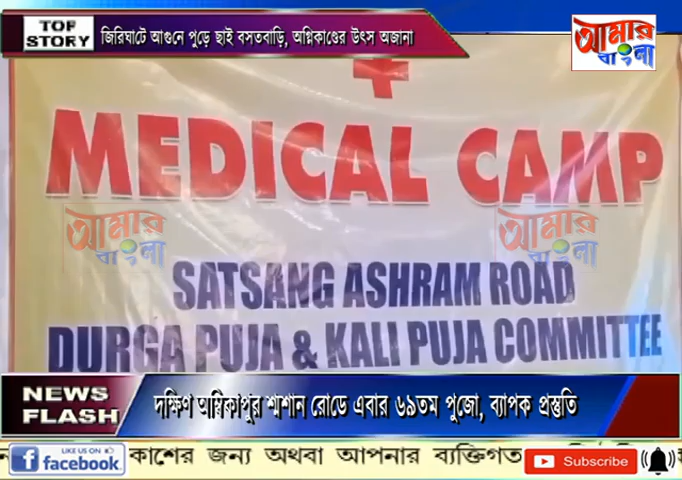 TOP STORY
জিরিঘাটে আগুনে পুড়ে ছাই বসতবাড়ি, অগ্নিকাণ্ডের উৎস অজানা
আমার বাংলা
MEDICAL CAMP
আমার বাংলা
আমার বাংলা
SATSANG ASHRAM ROAD
DURGA PUJA & KALI PUJA COMMITTEE
NEWS FLASH
দক্ষিণ অম্বিকাপুর শ্মশান রোডে এবার ৬৯তম পুজো, ব্যাপক প্রস্তুতি
LIKE US ON
facebook.
কাশের জন্য অথবা আপনার ব্যক্তিগত
Subscribe